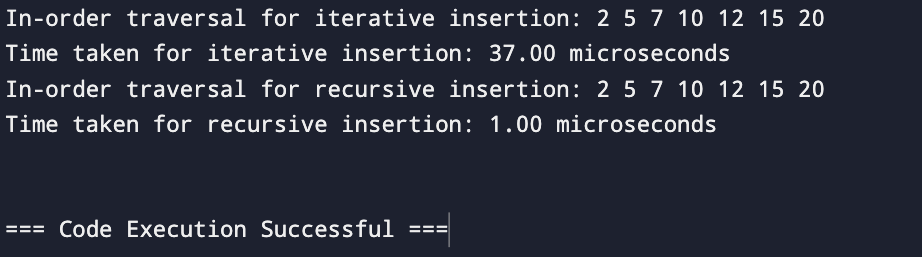 In-order traversal for iterative insertion: 2 5 7 10 12 15 20
Time taken for iterative insertion: 37.00 microseconds
In-order traversal for recursive insertion: 2 5 7 10 12 15 20
Time taken for recursive insertion: 1.00 microseconds
=== Code Execution Successful ===